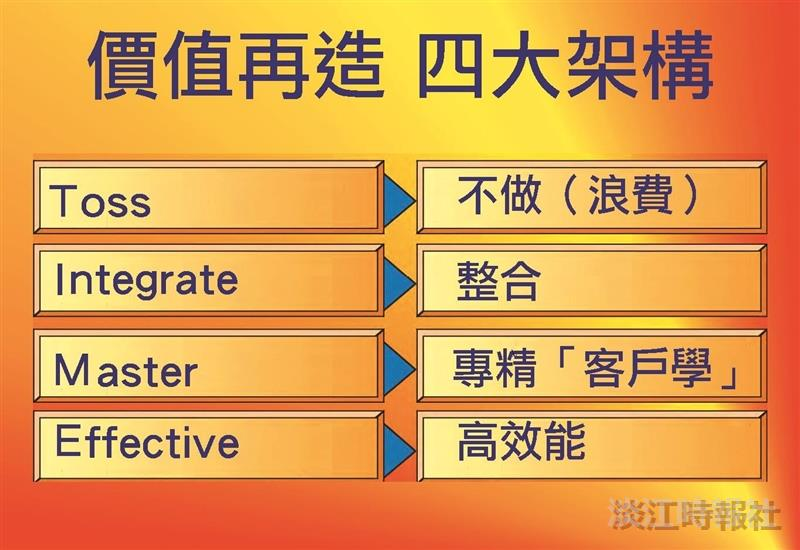 價值再造 四大架構
Toss 不做（浪費）
Integrate 整合
Master 專精「客戶學」
Effective 高效能
淡江時報社